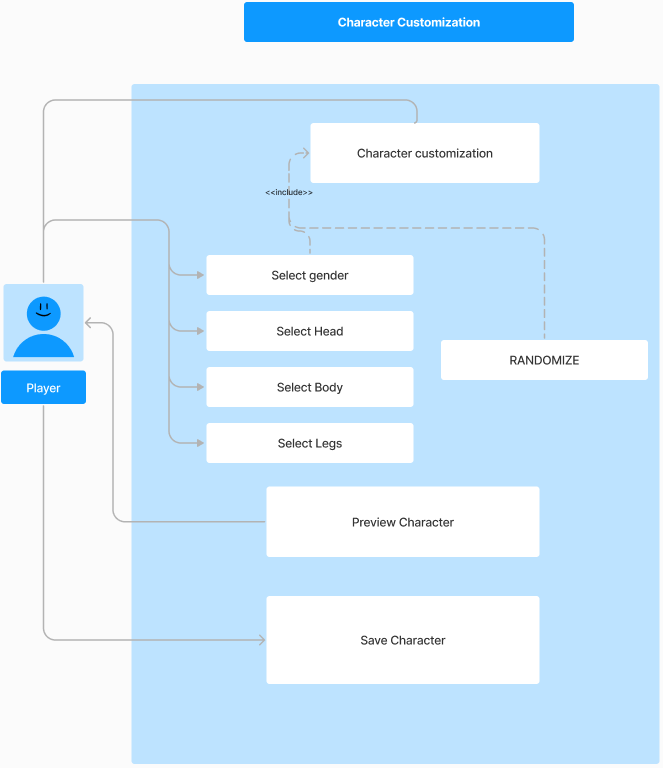 Character Customization
Character customization
<<include>>
Select gender
Select Head
RANDOMIZE
Select Body
Player
Select Legs
Preview Character
Save Character